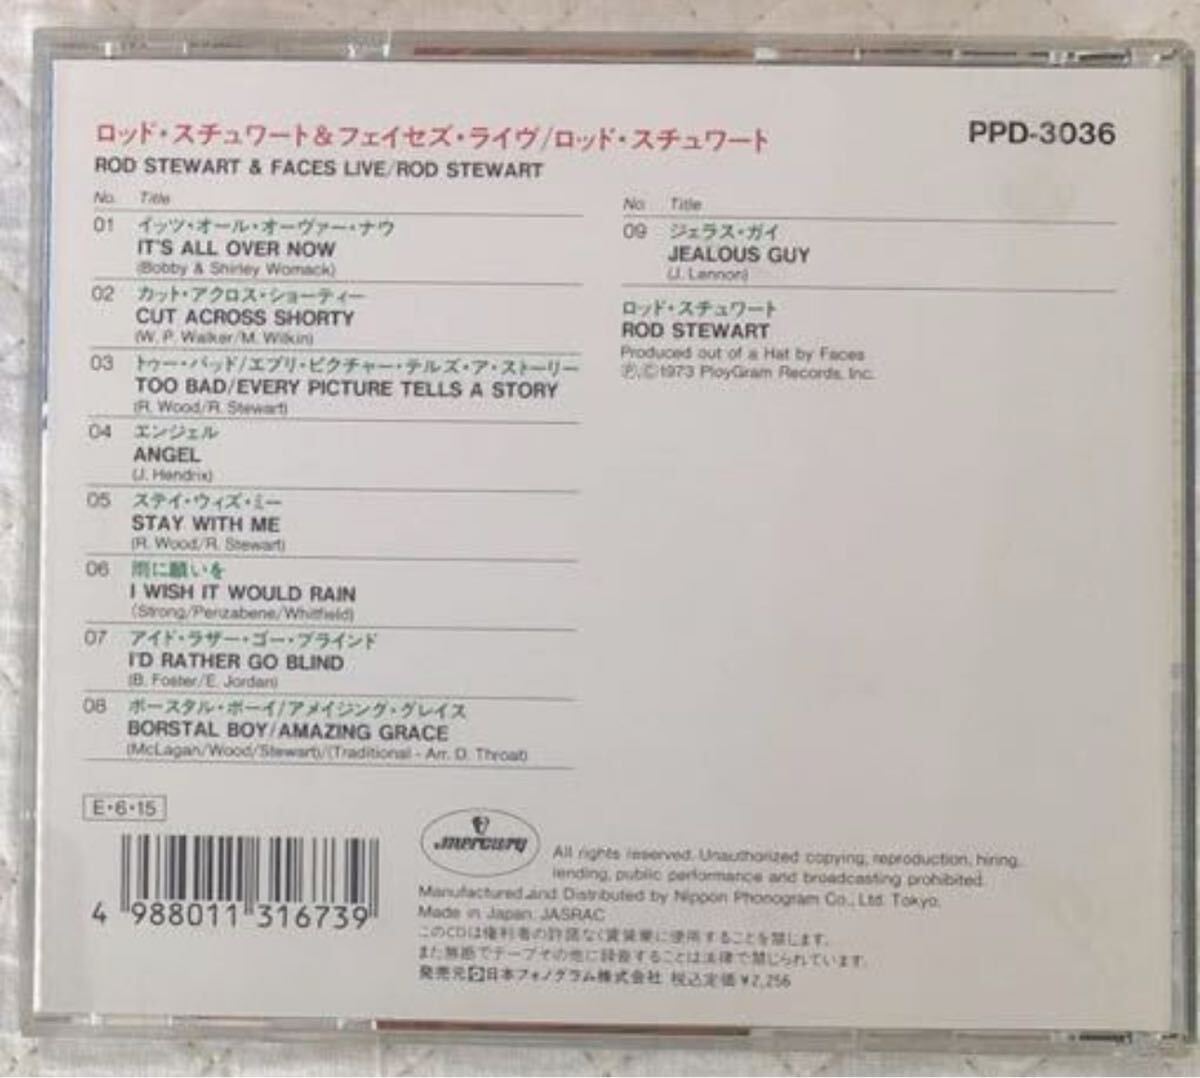 ロッド・スチュワート&フェイセズ・ライヴ/ロッド・スチュワート
PPD-3036
ROD STEWART & FACES LIVE/ROD STEWART
No. Title
01 イッツ・オール・オーヴァー・ナウ
IT'S ALL OVER NOW
(Bobby & Shirley Womack)
02 カット・アクロス・ショーティー
CUT ACROSS SHORTY
(W. P. Walker/M. Wilkin)
03 トゥー・バッド/エブリ・ピクチャー・テルズ・ア・ストーリー
TOO BAD/EVERY PICTURE TELLS A STORY
(R. Wood/R. Stewart)
04 エンジェル
ANGEL
(J. Hendrix)
05 ステイ・ウィズ・ミー
STAY WITH ME
(R. Wood/R. Stewart)
06 雨に願いを
I WISH IT WOULD RAIN
(Strong/Penzabene/Whitfield)
07 アイド・ラザー・ゴー・ブラインド
I'D RATHER GO BLIND
(B. Foster/E. Jordan)
08 ボースタル・ボーイ/アメイジング・グレイス
BORSTAL BOY/AMAZING GRACE
(McLagan/Wood/Stewart)/(Traditional - Arr. D. Throat)
No. Title
09 ジェラス・ガイ
JEALOUS GUY
(J. Lennon)
ロッド・スチュワート
ROD STEWART
Produced out of a Hat by Faces
Ⓟ,©1973 PloyGram Records, Inc.
E・6・15
4 988011 316739
mercury
All rights reserved. Unauthorized copying, reproduction, hiring,
lending, public performance and broadcasting prohibited.
Manufactured and Distributed by Nippon Phonogram Co., Ltd. Tokyo.
Made in Japan. JASRAC
このCDは権利者の許諾なく賃貸業に使用することを禁じます。
また無断でテープその他に録音することは法律で禁じられています。
発売元 日本フォノグラム株式会社 税込定価¥2,256